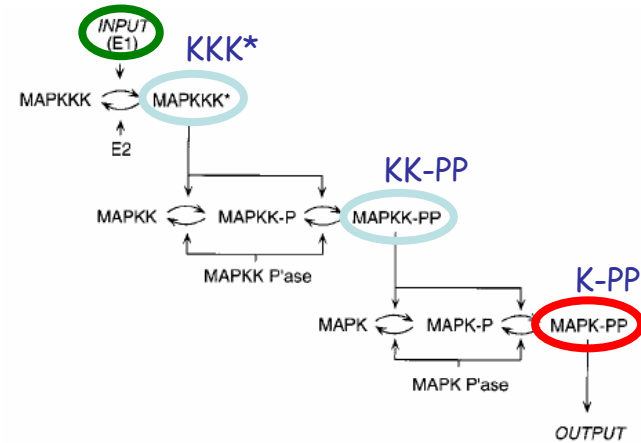 INPUT
(E1)
KKK*
MAPKKK
MAPKKK*
E2
KK-PP
MAPKK
MAPKK-P
MAPKK-PP
MAPKK P'ase
K-PP
MAPK
MAPK-P
MAPK-PP
MAPK P'ase
OUTPUT